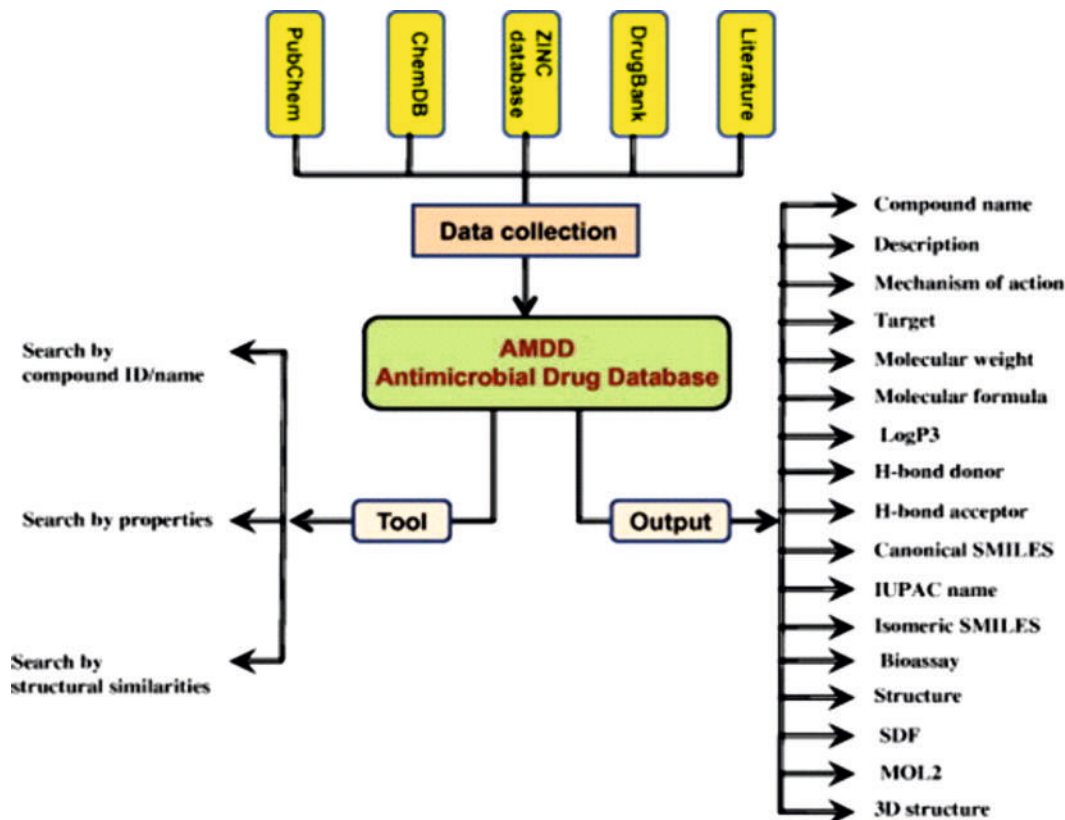 PubChem
ChemDB
ZINC
database
DrugBank
Literature
Data collection
AMDD
Antimicrobial Drug Database
Search by
compound ID/name
Search by properties
Search by
structural similarities
Tool
Output
Compound name
Description
Mechanism of action
Target
Molecular weight
Molecular formula
LogP3
H-bond donor
H-bond acceptor
Canonical SMILES
IUPAC name
Isomeric SMILES
Bioassay
Structure
SDF
MOL2
3D structure